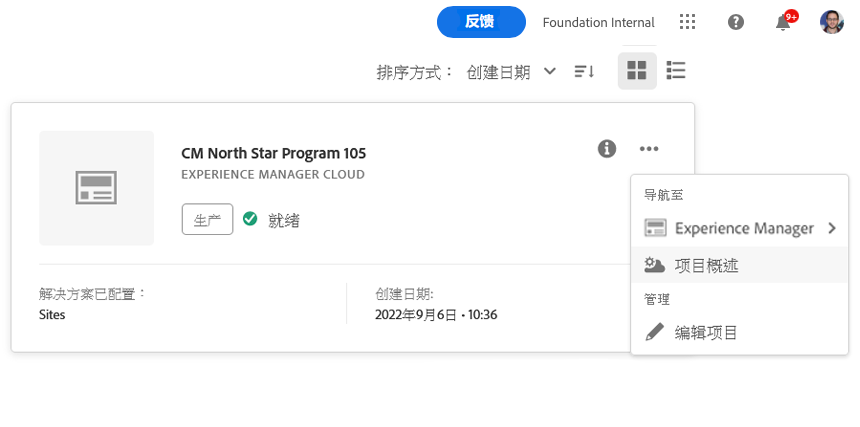 反馈
Foundation Internal
9+
排序方式： 创建日期
CM North Star Program 105
EXPERIENCE MANAGER CLOUD
生产 就绪
导航至
Experience Manager
项目概述
管理
编辑项目
解决方案已配置：
Sites
创建日期:
2022年9月6日 • 10:36